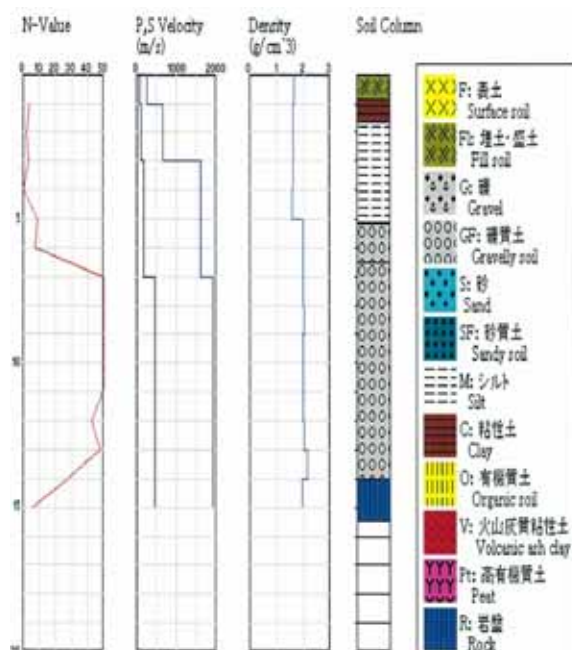 N-Value
0 10 20 30 40 50
P,S Velocity
(m/s)
0 1000 2000
Density
(g/cm^3)
0 1 2 3
Soil Column
5
10
15
F: 表土
Surface soil
Fl: 埋土・盛土
Fill soil
G: 礫
Gravel
GF: 礫質土
Gravelly soil
S: 砂
Sand
SF: 砂質土
Sandy soil
M: シルト
Silt
C: 粘性土
Clay
O: 有機質土
Organic soil
V: 火山灰質粘性土
Volcanic ash clay
Pt: 高有機質土
Peat
R: 岩盤
Rock